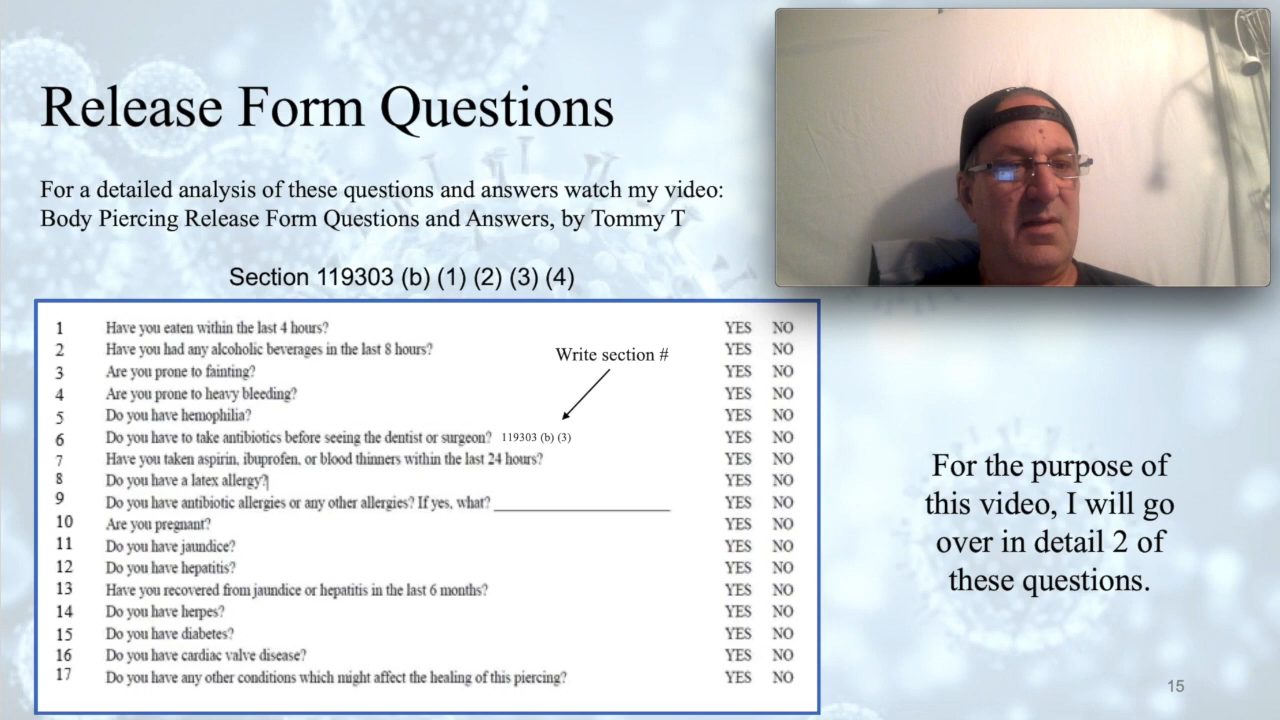 Release Form Questions
For a detailed analysis of these questions and answers watch my video:
Body Piercing Release Form Questions and Answers, by Tommy T
Section 119303 (b) (1) (2) (3) (4)
Write section #
1 Have you eaten within the last 4 hours? YES NO
2 Have you had any alcoholic beverages in the last 8 hours? YES NO
3 Are you prone to fainting? YES NO
4 Are you prone to heavy bleeding? YES NO
5 Do you have hemophilia? YES NO
6 Do you have to take antibiotics before seeing the dentist or surgeon? 119303 (b) (3) YES NO
7 Have you taken aspirin, ibuprofen, or blood thinners within the last 24 hours? YES NO
8 Do you have a latex allergy? YES NO
9 Do you have antibiotic allergies or any other allergies? If yes, what? YES NO
10 Are you pregnant? YES NO
11 Do you have jaundice? YES NO
12 Do you have hepatitis? YES NO
13 Have you recovered from jaundice or hepatitis in the last 6 months? YES NO
14 Do you have herpes? YES NO
15 Do you have diabetes? YES NO
16 Do you have cardiac valve disease? YES NO
17 Do you have any other conditions which might affect the healing of this piercing? YES NO
For the purpose of
this video, I will go
over in detail 2 of
these questions.
15